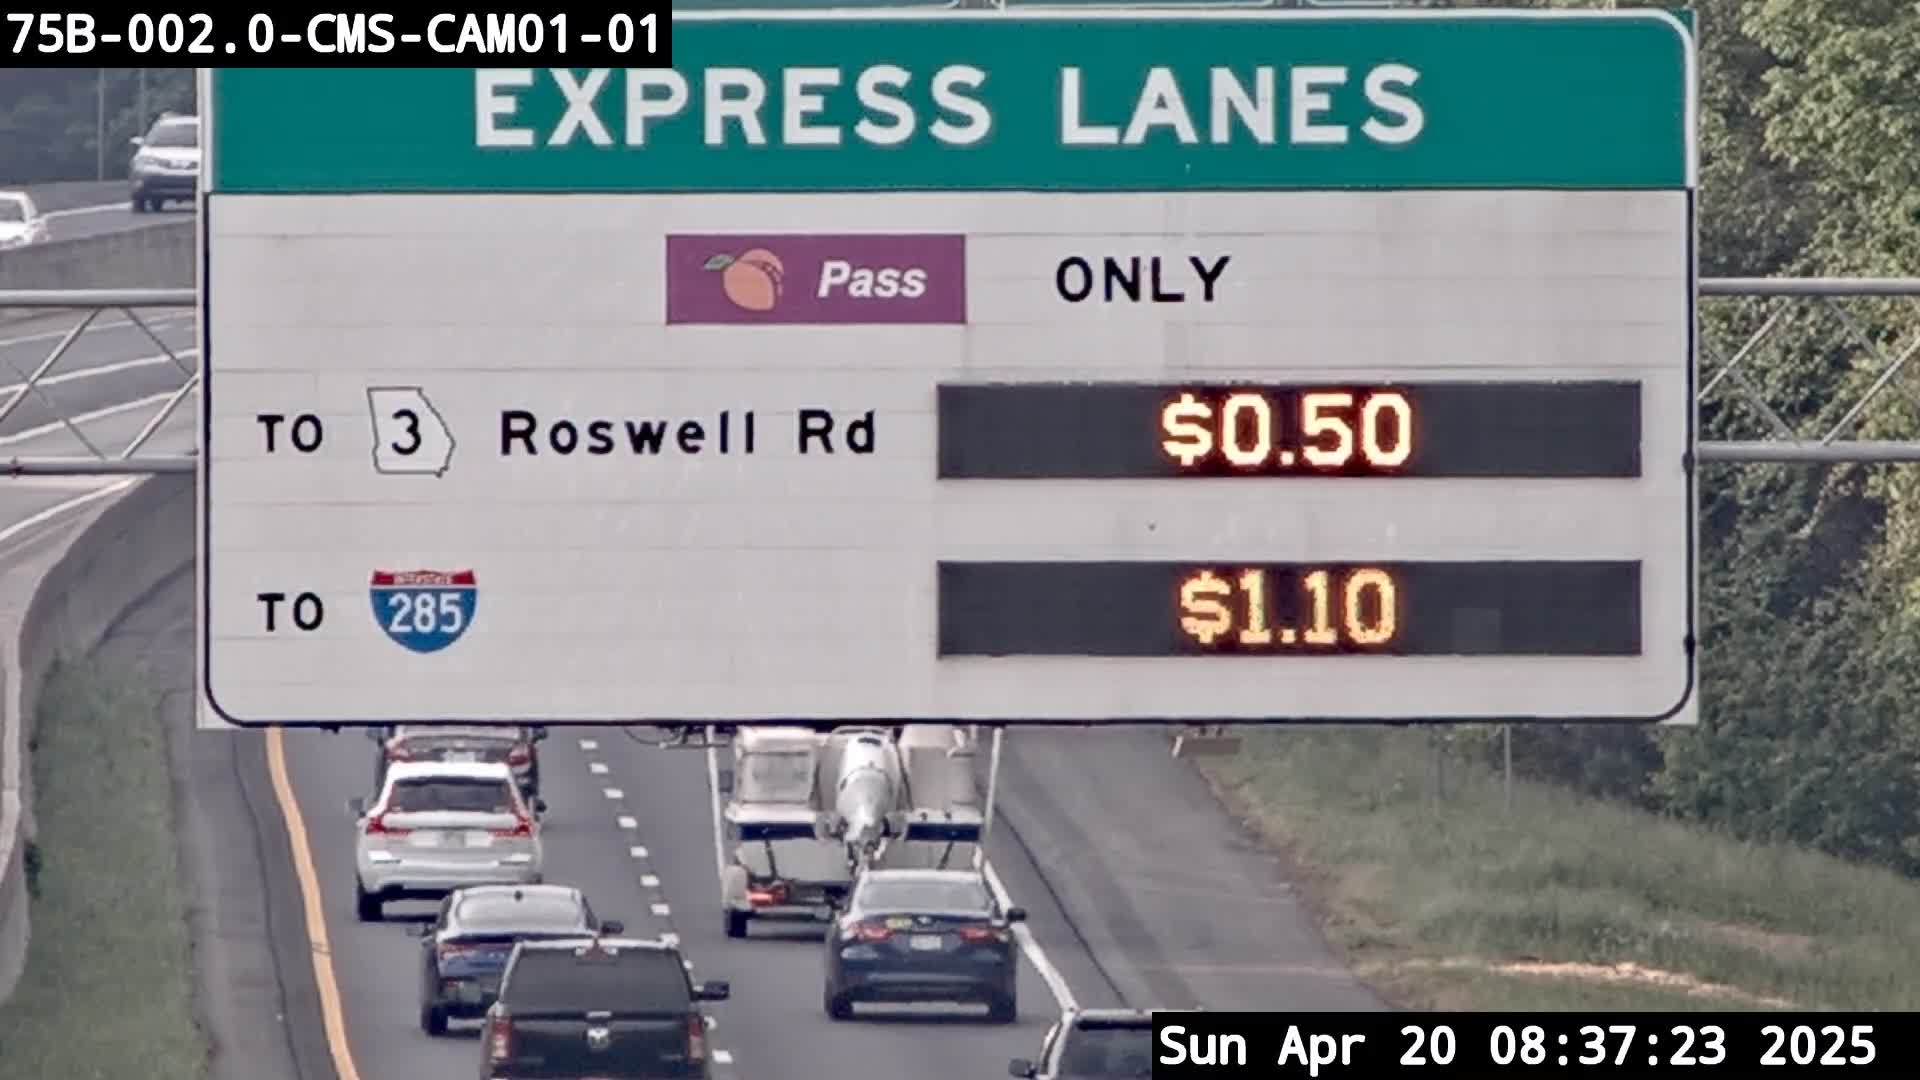 75B-002.0-CMS-CAM01-01
EXPRESS LANES
Pass ONLY
TO 3 Roswell Rd $0.50
TO INTERSTATE 285 $1.10
Sun Apr 20 08:37:23 2025